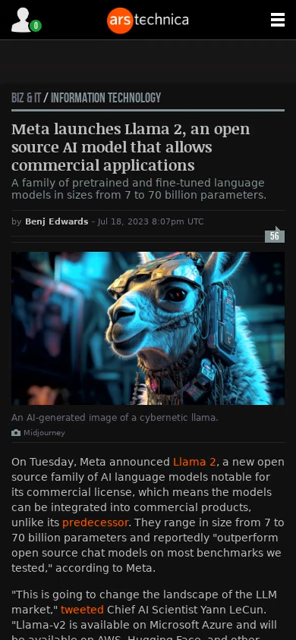 0
ars technica
BIZ & IT / INFORMATION TECHNOLOGY
Meta launches Llama 2, an open
source AI model that allows
commercial applications
A family of pretrained and fine-tuned language
models in sizes from 7 to 70 billion parameters.
by Benj Edwards - Jul 18, 2023 8:07pm UTC
56
An AI-generated image of a cybernetic llama.
Midjourney
On Tuesday, Meta announced Llama 2, a new open
source family of AI language models notable for
its commercial license, which means the models
can be integrated into commercial products,
unlike its predecessor. They range in size from 7 to
70 billion parameters and reportedly "outperform
open source chat models on most benchmarks we
tested," according to Meta.
"This is going to change the landscape of the LLM
market," tweeted Chief AI Scientist Yann LeCun.
"Llama-v2 is available on Microsoft Azure and will
be available on AWS, Hugging Face, and other